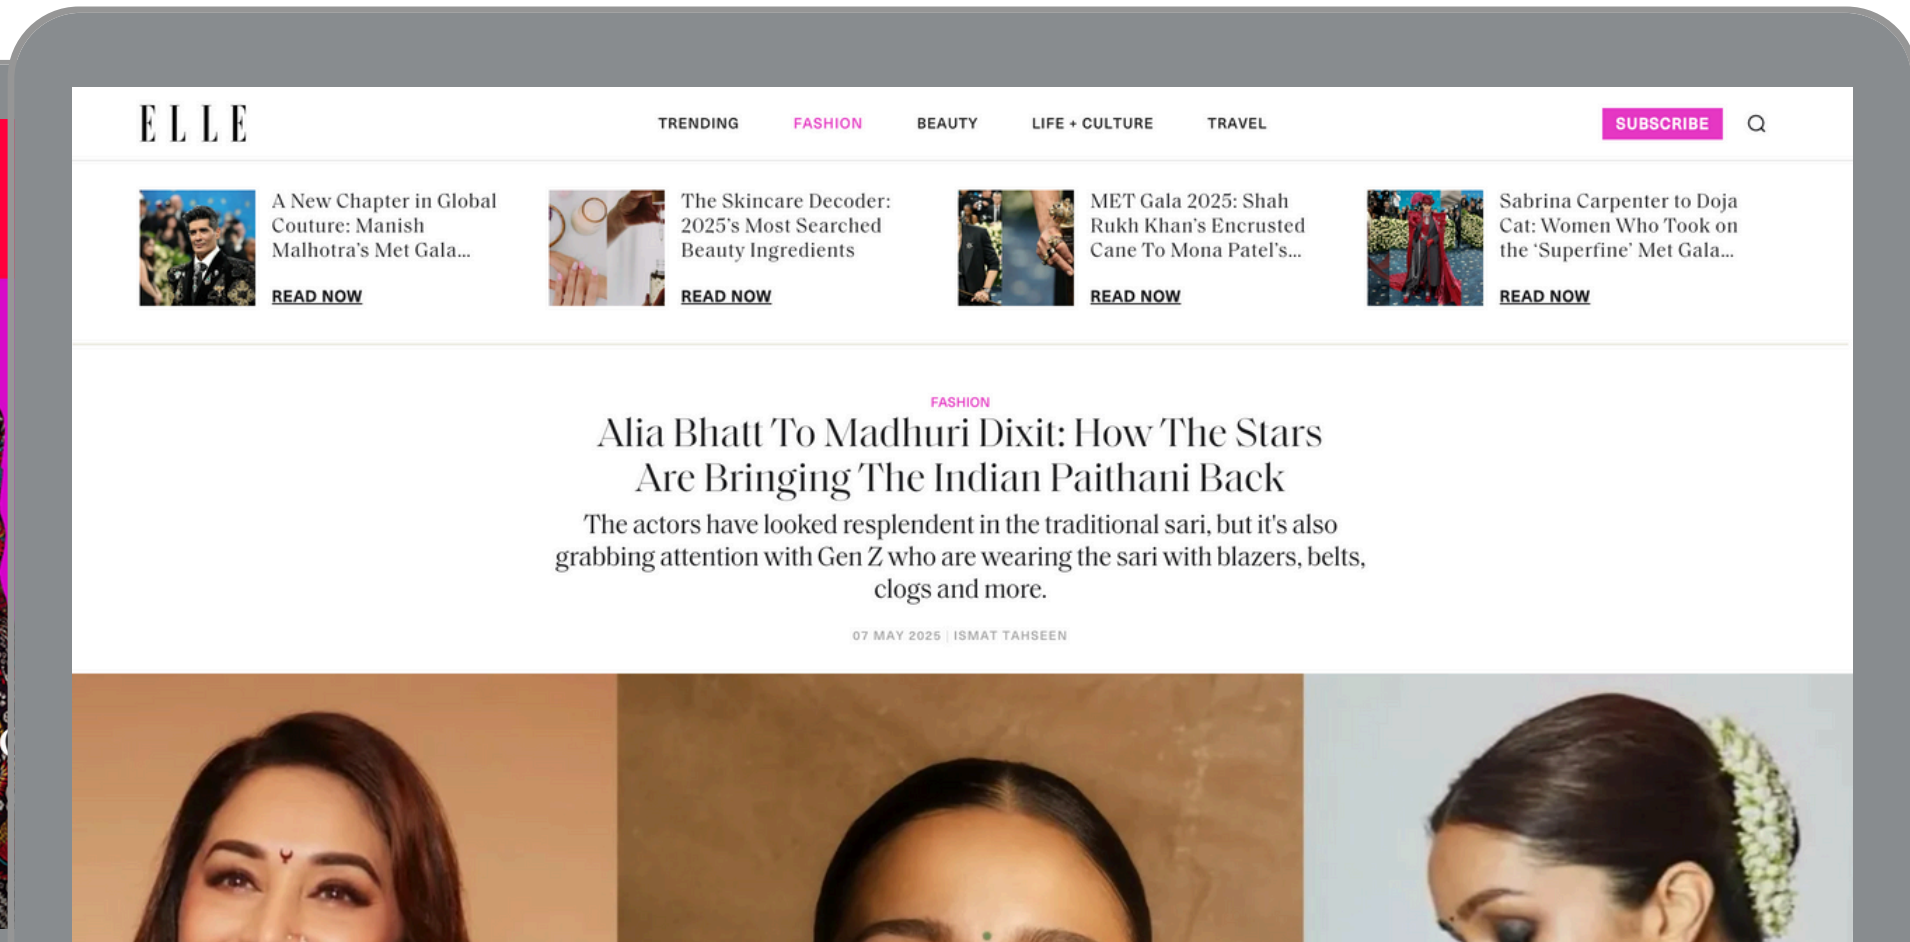 ELLE
TRENDING
FASHION
BEAUTY
LIFE + CULTURE
TRAVEL
SUBSCRIBE
A New Chapter in Global
Couture: Manish
Malhotra's Met Gala...
READ NOW
The Skincare Decoder:
2025's Most Searched
Beauty Ingredients
READ NOW
MET Gala 2025: Shah
Rukh Khan's Encrusted
Cane To Mona Patel's...
READ NOW
Sabrina Carpenter to Doja
Cat: Women Who Took on
the ‘Superfine’ Met Gala...
READ NOW
FASHION
Alia Bhatt To Madhuri Dixit: How The Stars
Are Bringing The Indian Paithani Back
The actors have looked resplendent in the traditional sari, but it's also
grabbing attention with Gen Z who are wearing the sari with blazers, belts,
clogs and more.
07 MAY 2025 | ISMAT TAHSEEN